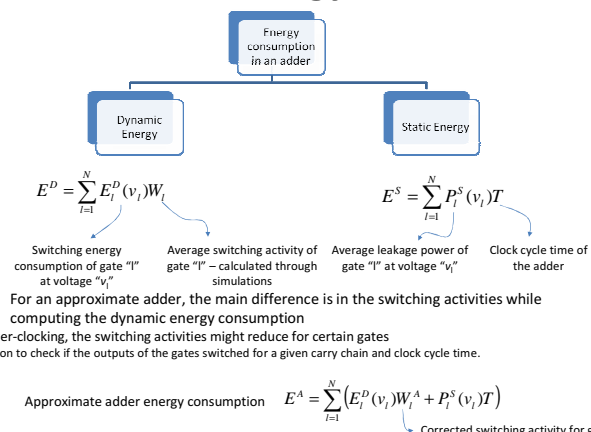 Energy
consumption
in an adder
Dynamic
Energy
Static Energy
E^D = \sum_{l=1}^{N} E_l^D(v_l)W_l
E^S = \sum_{l=1}^{N} P_l^S(v_l)T
Switching energy
consumption of gate “l”
at voltage “v_l”
Average switching activity of
gate “l” – calculated through
simulations
Average leakage power of
gate “l” at voltage “v_l”
Clock cycle time of
the adder
For an approximate adder, the main difference is in the switching activities while
computing the dynamic energy consumption
er-clocking, the switching activities might reduce for certain gates
on to check if the outputs of the gates switched for a given carry chain and clock cycle time.
Approximate adder energy consumption E^A = \sum_{l=1}^{N} (E_l^D(v_l)W_l^A + P_l^S(v_l)T)
Corrected switching activity for